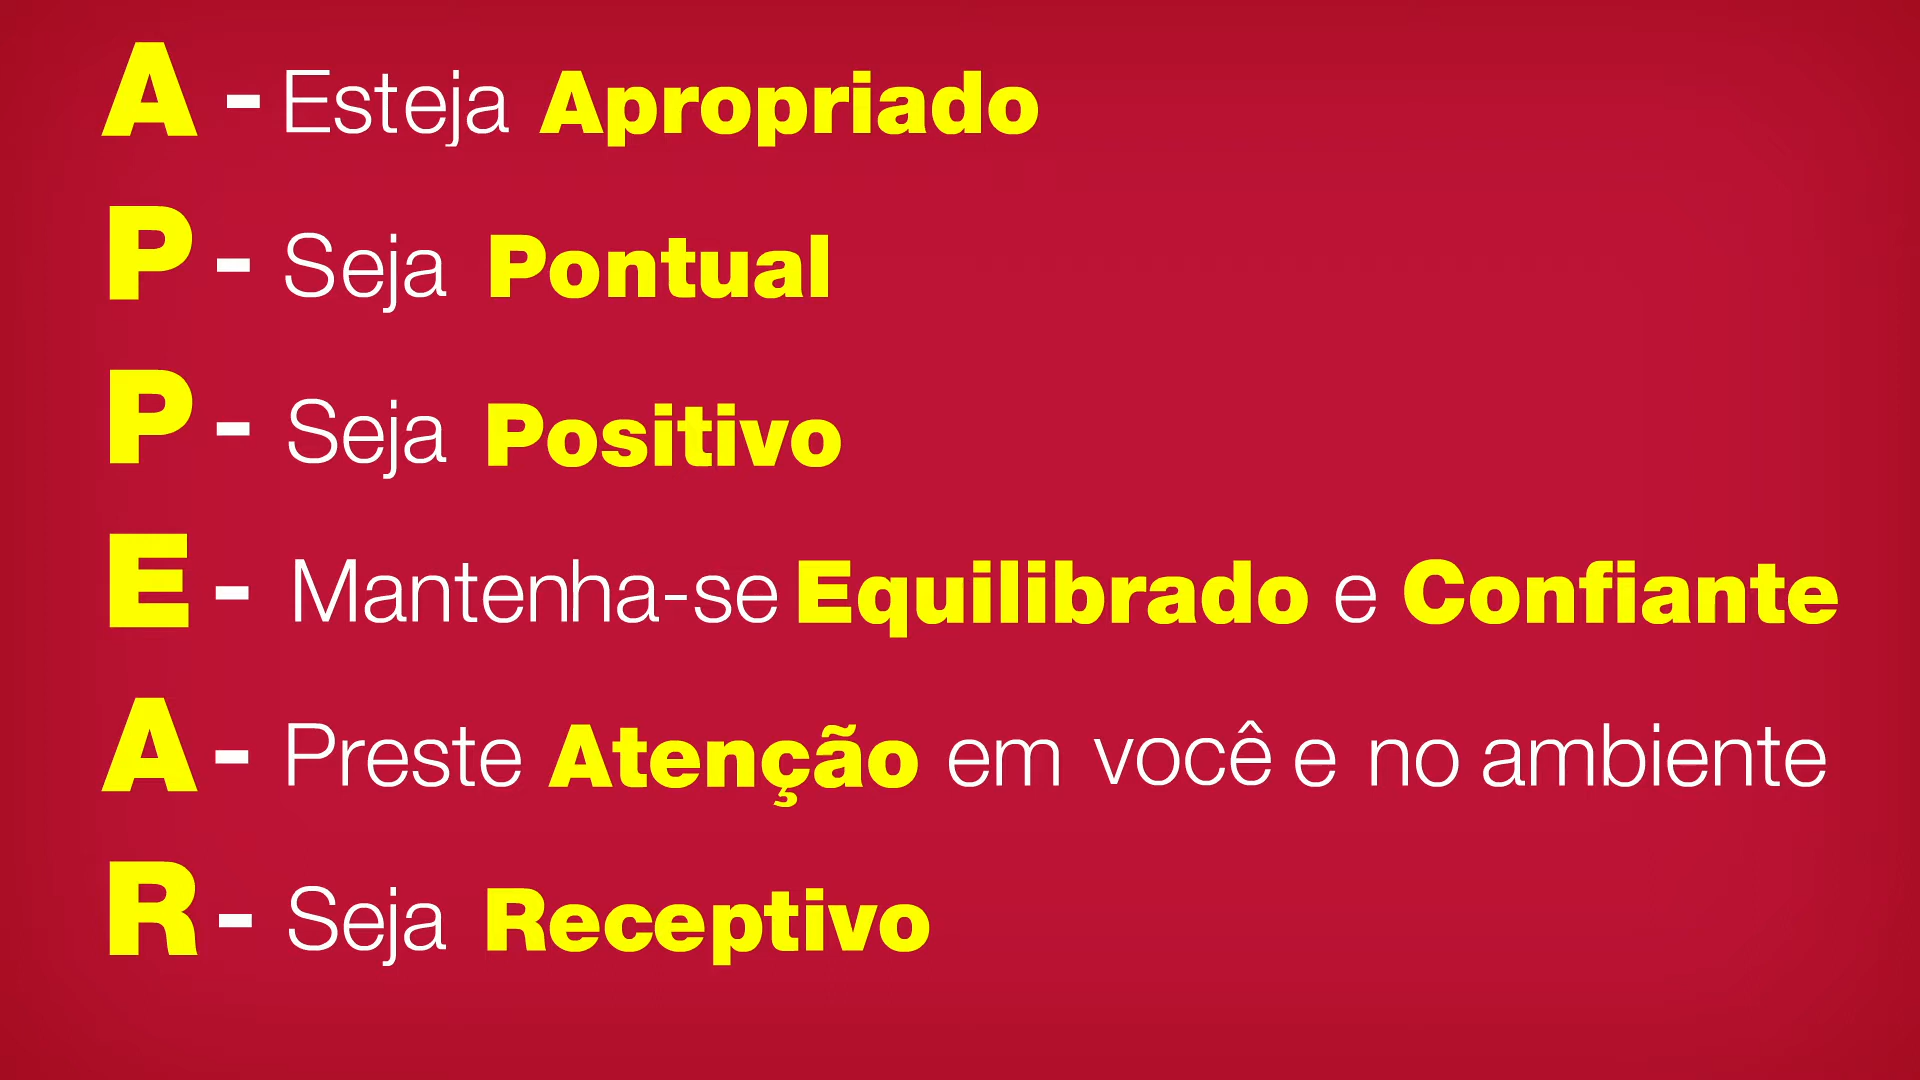 A - Esteja Apropriado
P - Seja Pontual
P - Seja Positivo
E - Mantenha-se Equilibrado e Confiante
A - Preste Atenção em você e no ambiente
R - Seja Receptivo